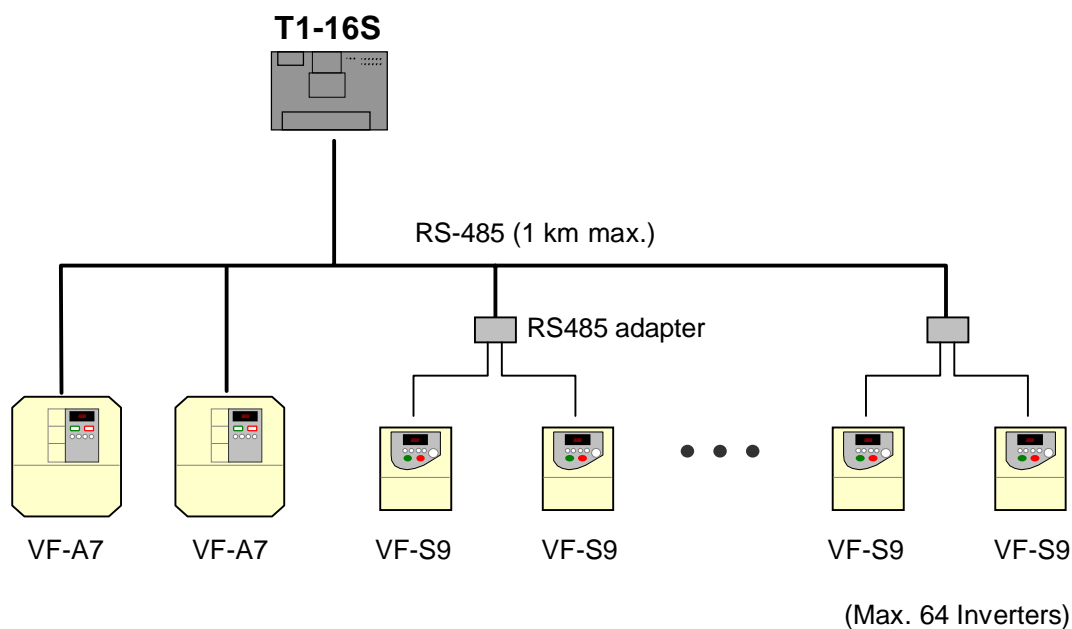 T1-16S
RS-485 (1 km max.)
RS485 adapter
VF-A7
VF-A7
VF-S9
VF-S9
VF-S9
VF-S9
(Max. 64 Inverters)